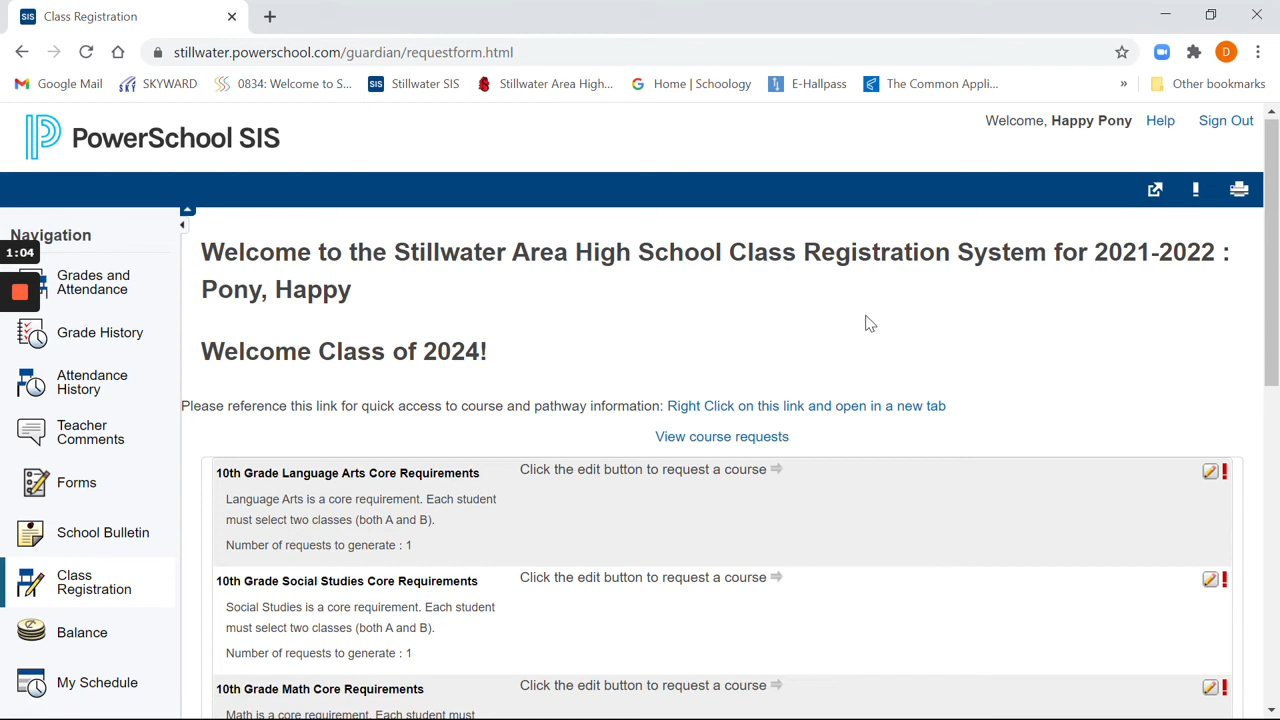 SIS Class Registration
stillwater.powerschool.com/guardian/requestform.html
D
Google Mail SKYWARD 0834: Welcome to S... SIS Stillwater SIS Stillwater Area High... Home | Schoology E-Hallpass The Common Appli... » Other bookmarks
PowerSchool SIS
Welcome, Happy Pony Help Sign Out
Navigation
1:04
Grades and
Attendance
Grade History
Attendance
History
Teacher
Comments
Forms
School Bulletin
Class
Registration
Balance
My Schedule
Welcome to the Stillwater Area High School Class Registration System for 2021-2022 :
Pony, Happy
Welcome Class of 2024!
Please reference this link for quick access to course and pathway information: Right Click on this link and open in a new tab
View course requests
10th Grade Language Arts Core Requirements Click the edit button to request a course
Language Arts is a core requirement. Each student
must select two classes (both A and B).
Number of requests to generate : 1
10th Grade Social Studies Core Requirements Click the edit button to request a course
Social Studies is a core requirement. Each student
must select two classes (both A and B).
Number of requests to generate : 1
10th Grade Math Core Requirements Click the edit button to request a course
Math is a core requirement. Each student must